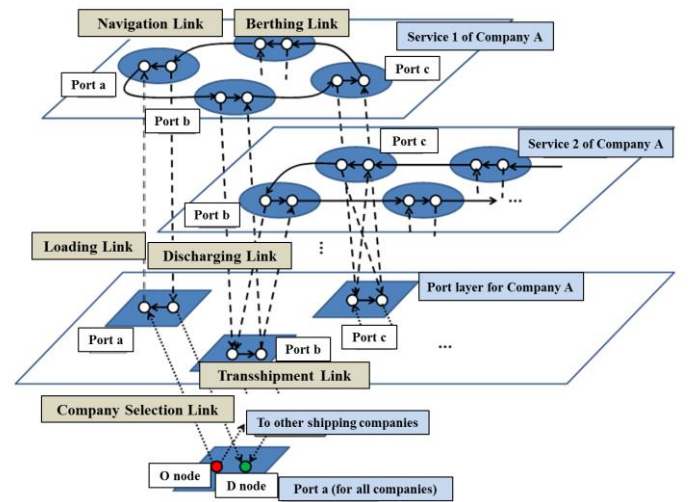 Navigation Link
Berthing Link
Service 1 of Company A
Port a
Port c
Port b
Port c
Service 2 of Company A
Port b
...
Loading Link
Discharging Link
...
Port layer for Company A
Port a
Port c
Port b
...
Transshipment Link
Company Selection Link
To other shipping companies
O node
D node
Port a (for all companies)